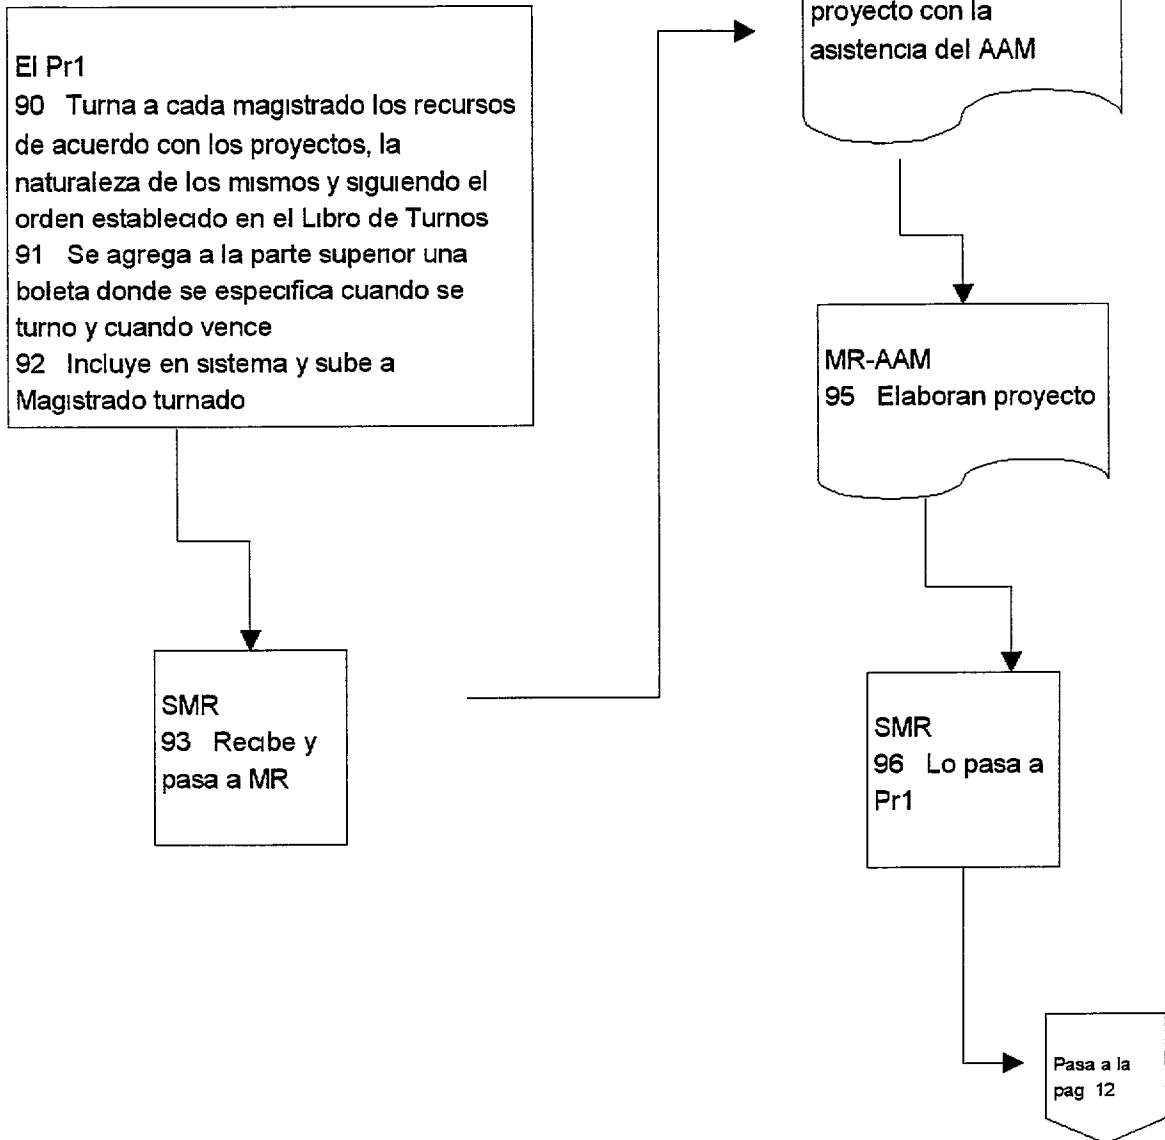 El Pr1
90 Turna a cada magistrado los recursos
de acuerdo con los proyectos, la
naturaleza de los mismos y siguiendo el
orden establecido en el Libro de Turnos
91 Se agrega a la parte superior una
boleta donde se especifica cuando se
turno y cuando vence
92 Incluye en sistema y sube a
Magistrado turnado
SMR
93 Recibe y
pasa a MR
proyecto con la
asistencia del AAM
MR-AAM
95 Elaboran proyecto
SMR
96 Lo pasa a
Pr1
Pasa a la
pag 12